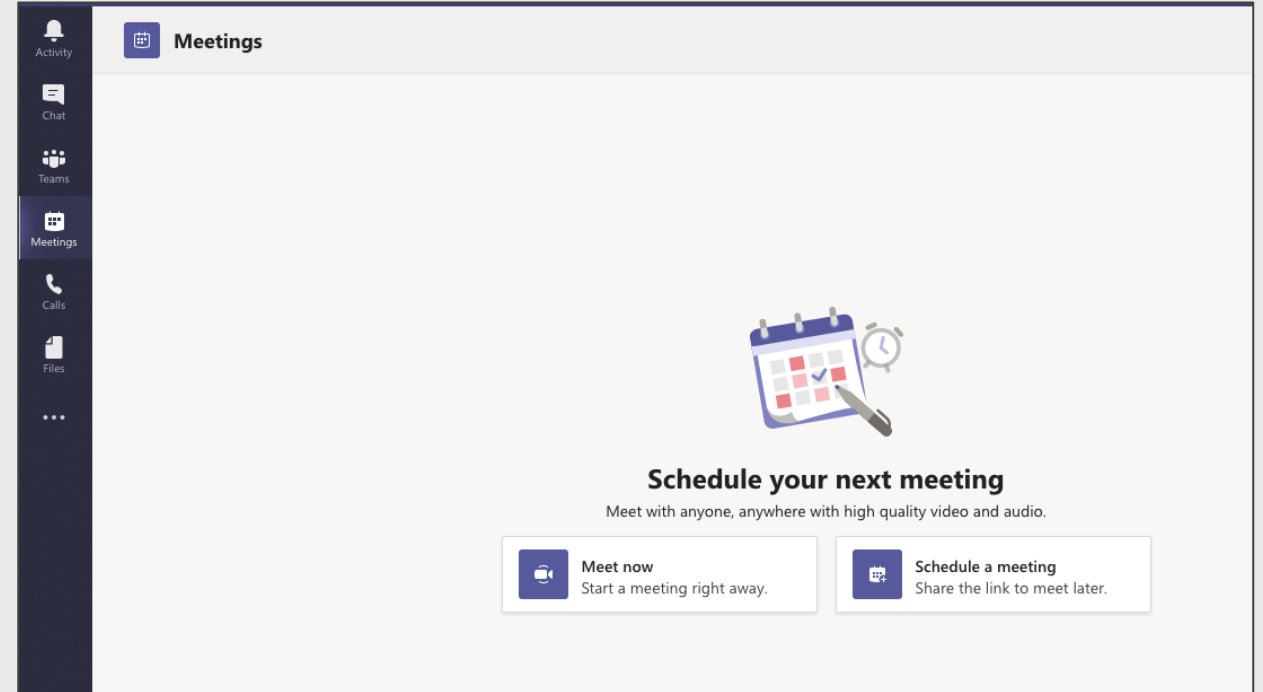 Activity
Chat
Teams
Meetings
Calls
Files
Meetings
Schedule your next meeting
Meet with anyone, anywhere with high quality video and audio.
Meet now
Start a meeting right away.
Schedule a meeting
Share the link to meet later.